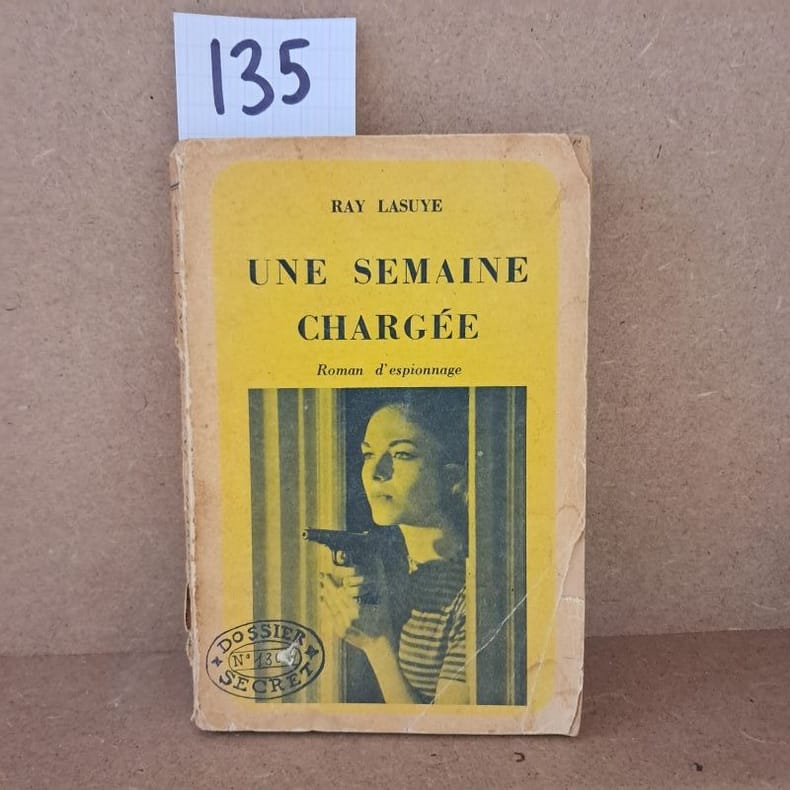 135
RAY LASUYE
UNE SEMAINE
CHARGÉE
Roman d'espionnage
DOSSIER
N°
SECRET